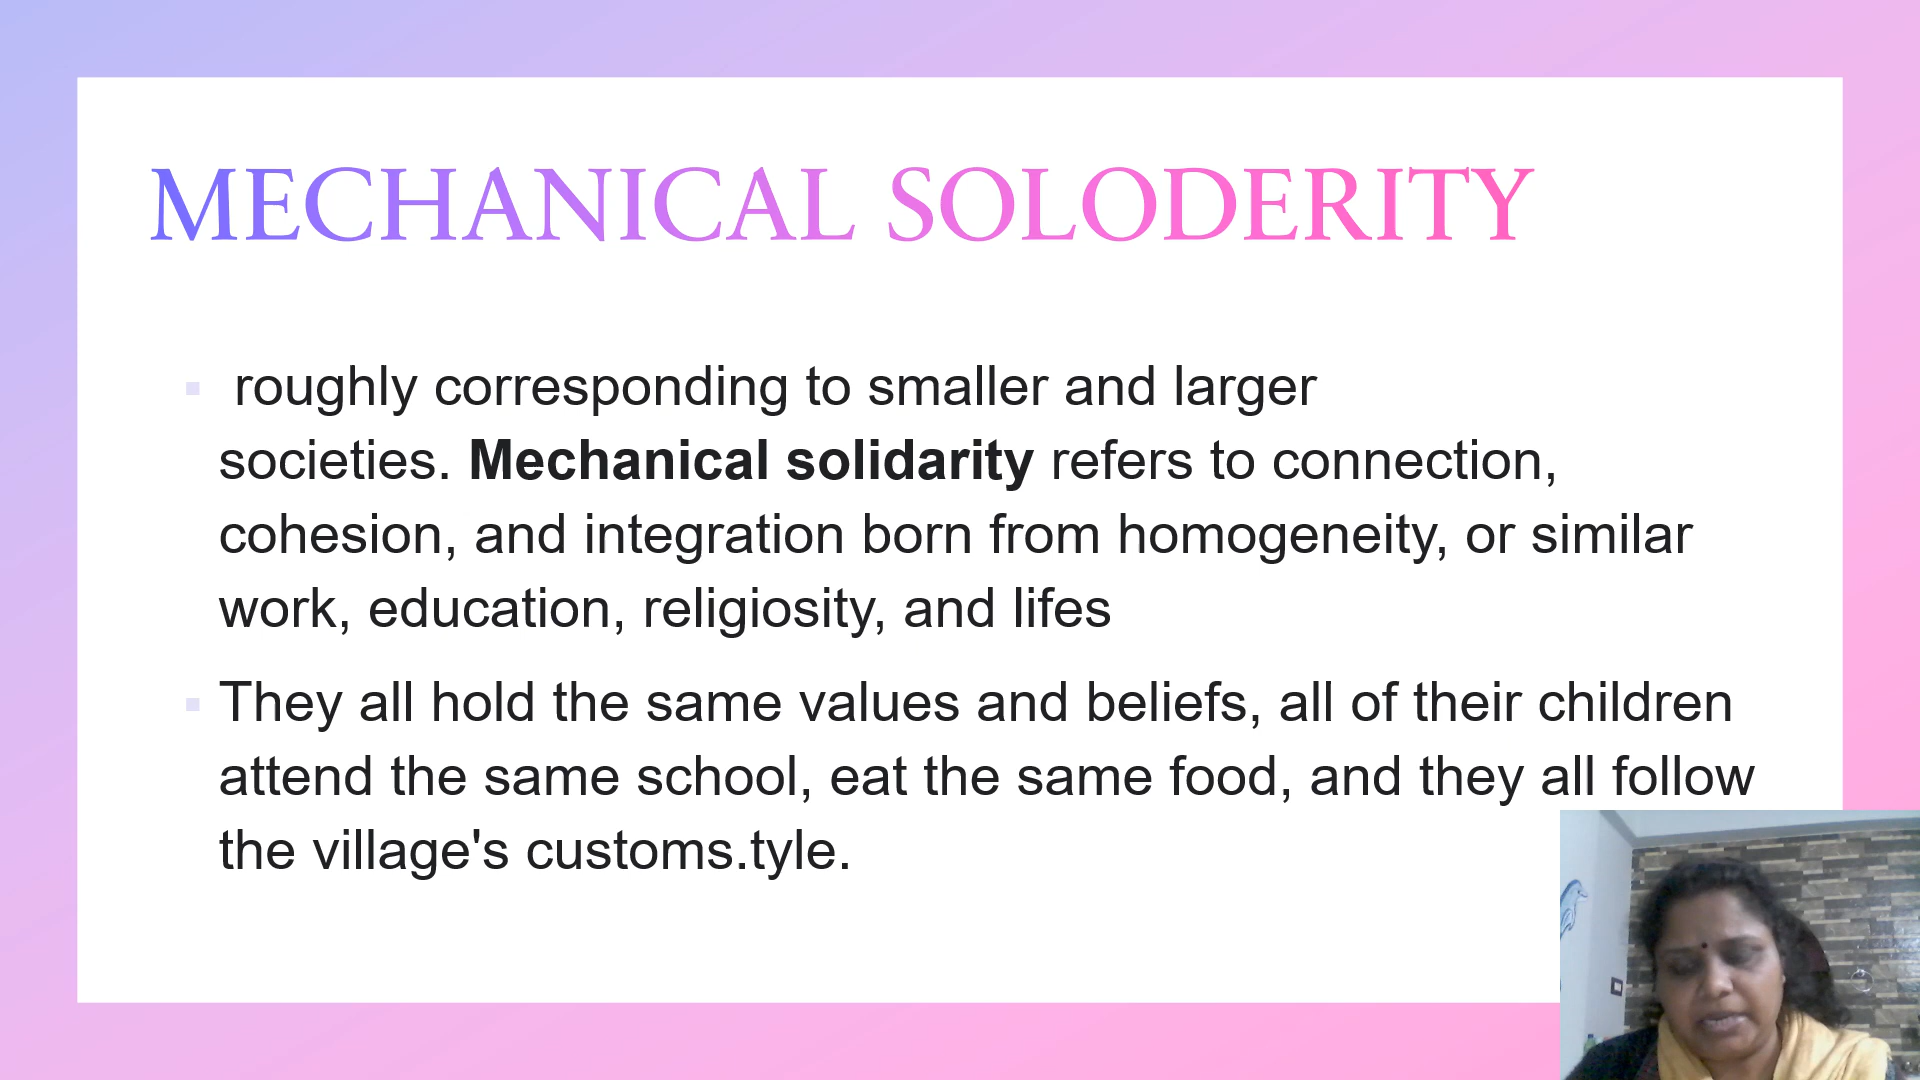 MECHANICAL SOLODERITY
roughly corresponding to smaller and larger
societies. Mechanical solidarity refers to connection,
cohesion, and integration born from homogeneity, or similar
work, education, religiosity, and lifes
They all hold the same values and beliefs, all of their children
attend the same school, eat the same food, and they all follow
the village's customs.tyle.